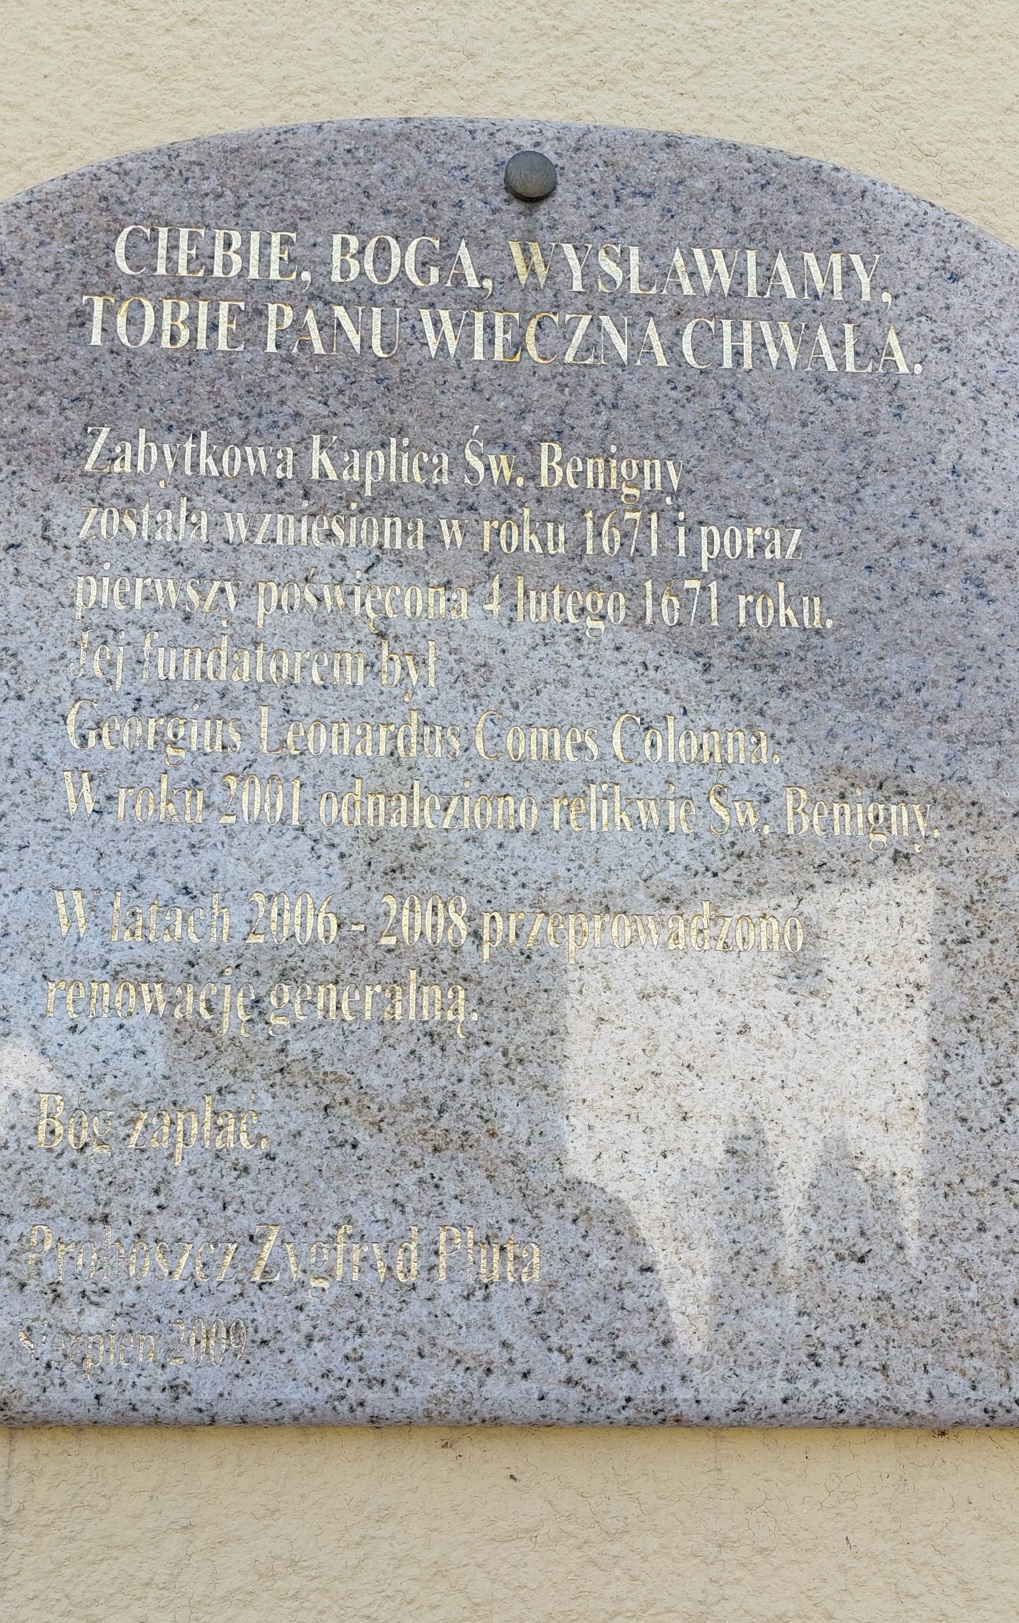 CIEBIE, BOGA, WYSŁAWIAMY,
TOBIE PANU WIECZNA CHWAŁA.
Zabytkowa Kaplica Św. Benigny
została wzniesiona w roku 1671 i poraz
pierwszy poświęcona 4 lutego 1671 roku.
Jej fundatorem był
Georgius Leonardus Comes Colonna.
W roku 2001 odnaleziono relikwie Św. Benigny.
W latach 2006 - 2008 przeprowadzono
renowację generalną.
Bóg zapłać.
Proboszcz Zygfryd Pluta
Sierpien 2009